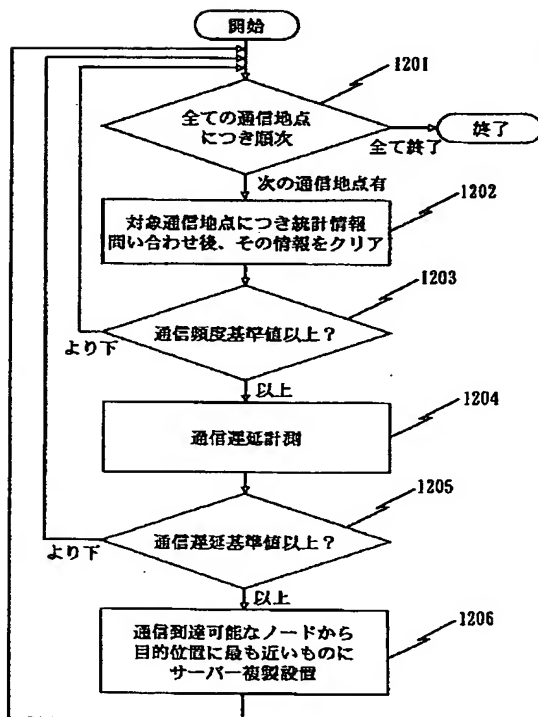 開始
1201
全ての通信地点
につき順次
全て終了
終了
次の通信地点有
1202
対象通信地点につき統計情報
問い合わせ後、その情報をクリア
1203
通信頻度基準値以上？
より下
以上
1204
通信遅延計測
1205
通信遅延基準値以上？
より下
以上
1206
通信到達可能なノードから
目的位置に最も近いものに
サーバー複製設置